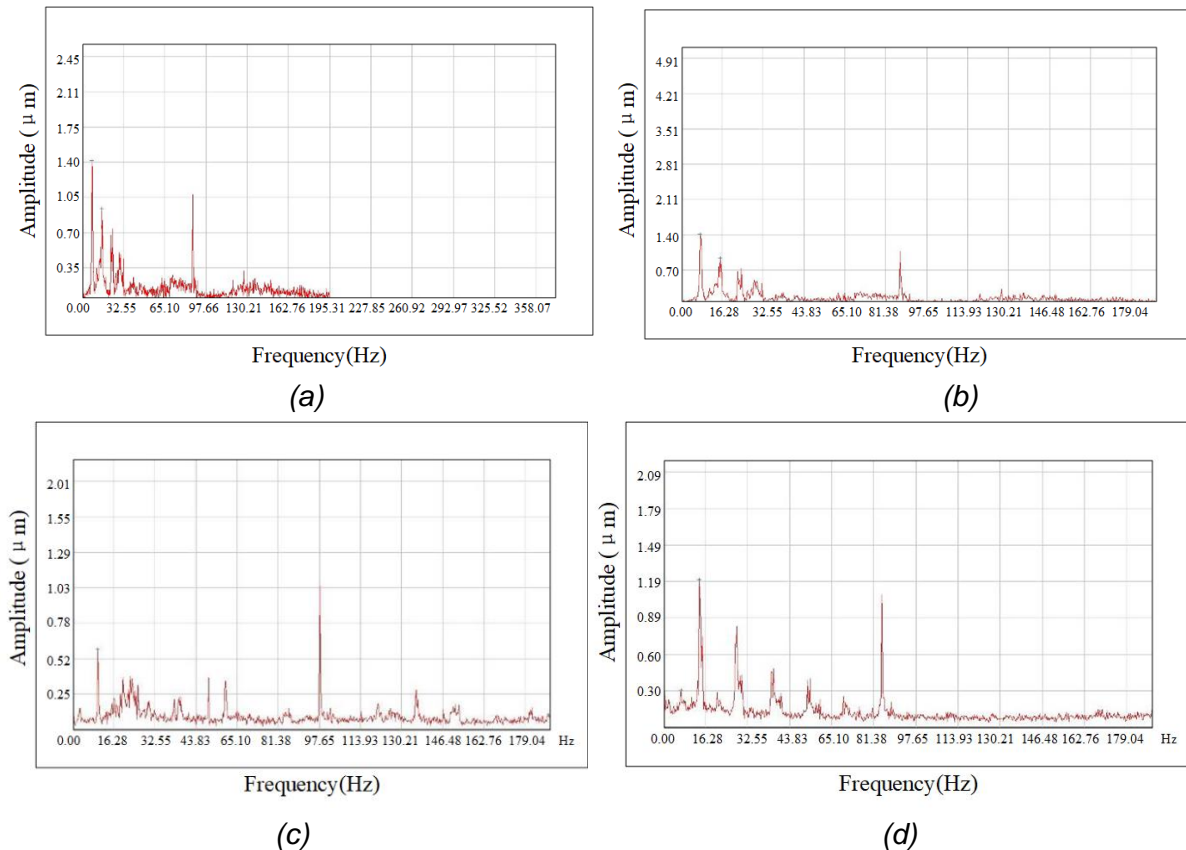 Amplitude ( μ m)
2.45
2.11
1.75
1.40
1.05
0.70
0.35
0.00 32.55 65.10 97.66 130.21 162.76 195.31 227.85 260.92 292.97 325.52 358.07
Frequency(Hz)
(a)
Amplitude ( μ m)
4.91
4.21
3.51
2.81
2.11
1.40
0.70
0.00 16.28 32.55 43.83 65.10 81.38 97.65 113.93 130.21 146.48 162.76 179.04
Frequency(Hz)
(b)
Amplitude ( μ m)
2.01
1.55
1.29
1.03
0.78
0.52
0.25
0.00 16.28 32.55 43.83 65.10 81.38 97.65 113.93 130.21 146.48 162.76 179.04 Hz
Frequency(Hz)
(c)
Amplitude ( μ m)
2.09
1.79
1.49
1.19
0.89
0.60
0.30
0.00 16.28 32.55 43.83 65.10 81.38 97.65 113.93 130.21 146.48 162.76 179.04 Hz
Frequency(Hz)
(d)